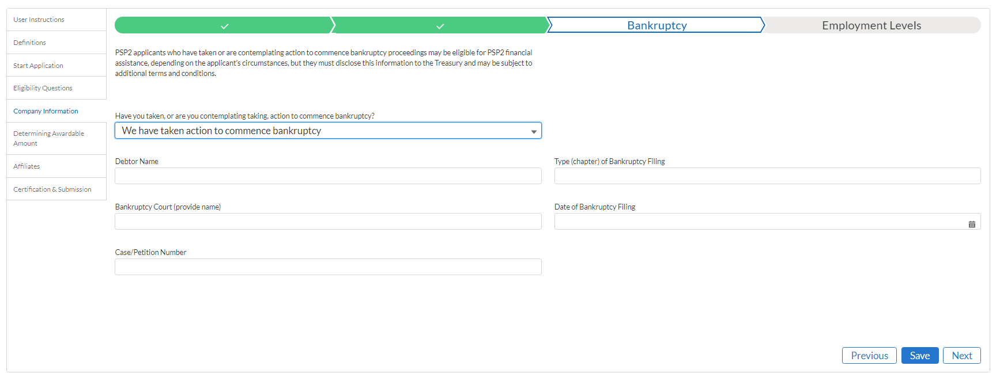 User Instructions
Definitions
Start Application
Eligibility Questions
Company Information
Determining Awardable
Amount
Affiliates
Certification & Submission
Bankruptcy
Employment Levels
PSP2 applicants who have taken or are contemplating action to commence bankruptcy proceedings may be eligible for PSP2 financial
assistance, depending on the applicant's circumstances, but they must disclose this information to the Treasury and may be subject to
additional terms and conditions.
Have you taken, or are you contemplating taking, action to commence bankruptcy?
We have taken action to commence bankruptcy
Debtor Name
Type (chapter) of Bankruptcy Filing
Bankruptcy Court (provide name)
Date of Bankruptcy Filing
Case/Petition Number
Previous
Save
Next